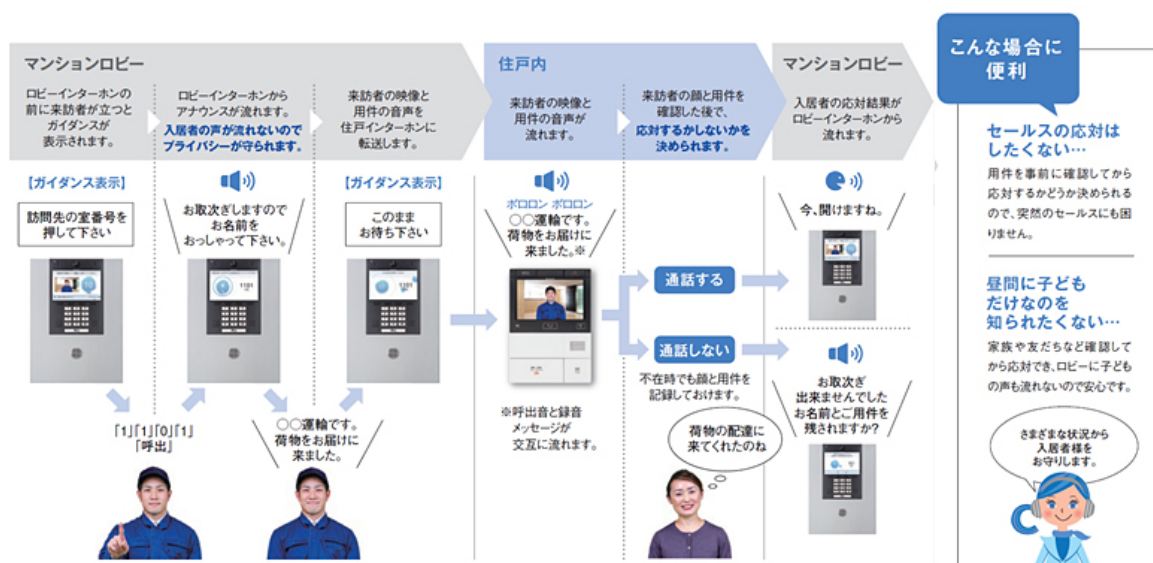 マンションロビー
ロビーインターホンの
前に来訪者が立つと
ガイダンスが
表示されます。
ロビーインターホンから
アナウンスが流れます。
入居者の声が流れないので
プライバシーが守られます。
来訪者の映像と
用件の音声を
住戸インターホンに
転送します。
住戸内
来訪者の映像と
用件の音声が
流れます。
来訪者の顔と用件を
確認した後で、
応対するかしないかを
決められます。
マンションロビー
入居者の応対結果が
ロビーインターホンから
流れます。
【ガイダンス表示】
訪問先の室番号を
押して下さい
お取次ぎしますので
お名前を
おっしゃって下さい。
【ガイダンス表示】
このまま
お待ち下さい
ポロロン ポロロン
○○運輸です。
荷物をお届けに
来ました。※
今、開けますね。
1101
1101
「1」「1」「0」「1」
「呼出」
○○運輸です。
荷物をお届けに
来ました。
※呼出音と録音
メッセージが
交互に流れます。
通話する
通話しない
不在時でも顔と用件を
記録しておけます。
荷物の配達に
来てくれたのね
お取次ぎ
出来ませんでした
お名前とご用件を
残されますか？
こんな場合に
便利
セールスの応対は
したくない…
用件を事前に確認してから
応対するかどうか決められる
ので、突然のセールスにも困
りません。
昼間に子ども
だけなのを
知られたくない…
家族や友だちなど確認して
から応対でき、ロビーに子ども
の声も流れないので安心です。
さまざまな状況から
入居者様を
お守りします。